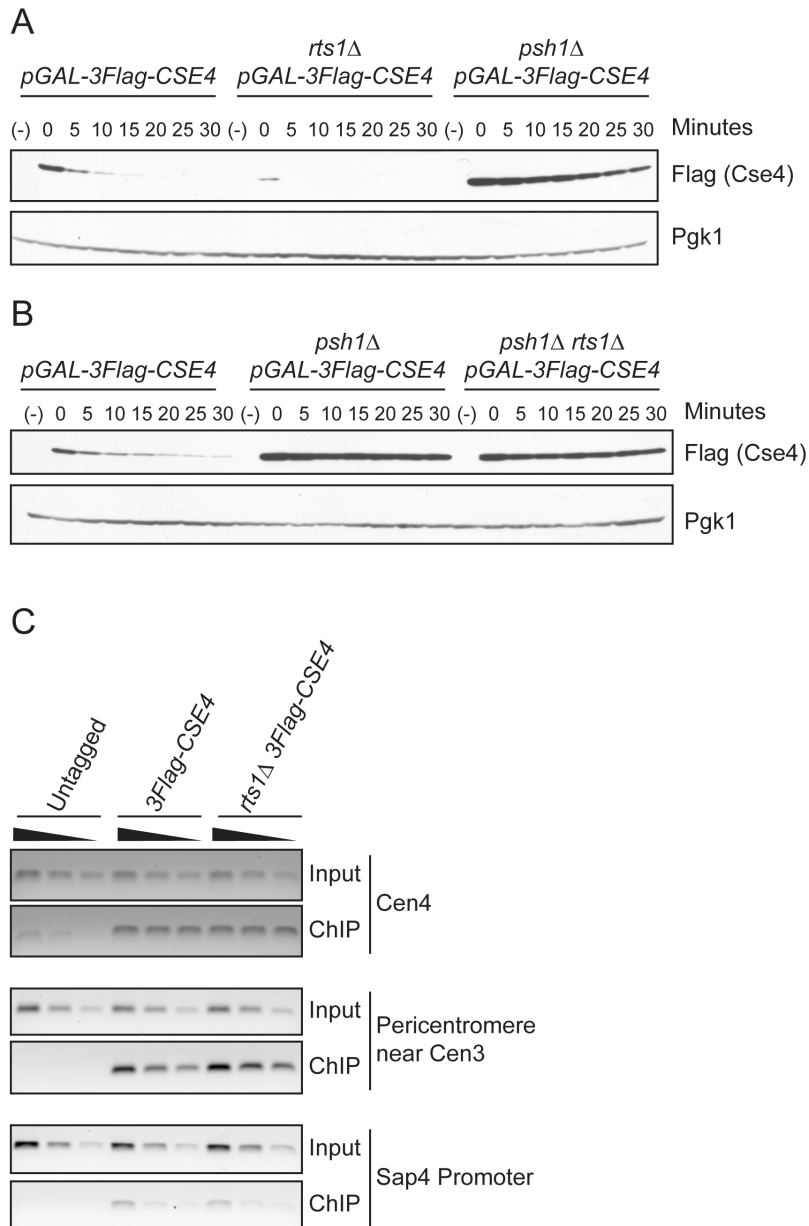 A
rts1Δ psh1Δ
pGAL-3Flag-CSE4 pGAL-3Flag-CSE4 pGAL-3Flag-CSE4
(-) 0 5 10 15 20 25 30 (-) 0 5 10 15 20 25 30 (-) 0 5 10 15 20 25 30 Minutes
Flag (Cse4)
Pgk1
B
psh1Δ psh1Δ rts1Δ
pGAL-3Flag-CSE4 pGAL-3Flag-CSE4 pGAL-3Flag-CSE4
(-) 0 5 10 15 20 25 30 (-) 0 5 10 15 20 25 30 (-) 0 5 10 15 20 25 30 Minutes
Flag (Cse4)
Pgk1
C
Untagged
3Flag-CSE4
rts1Δ 3Flag-CSE4
Input
ChIP
Cen4
Input
ChIP
Pericentromere
near Cen3
Input
ChIP
Sap4 Promoter